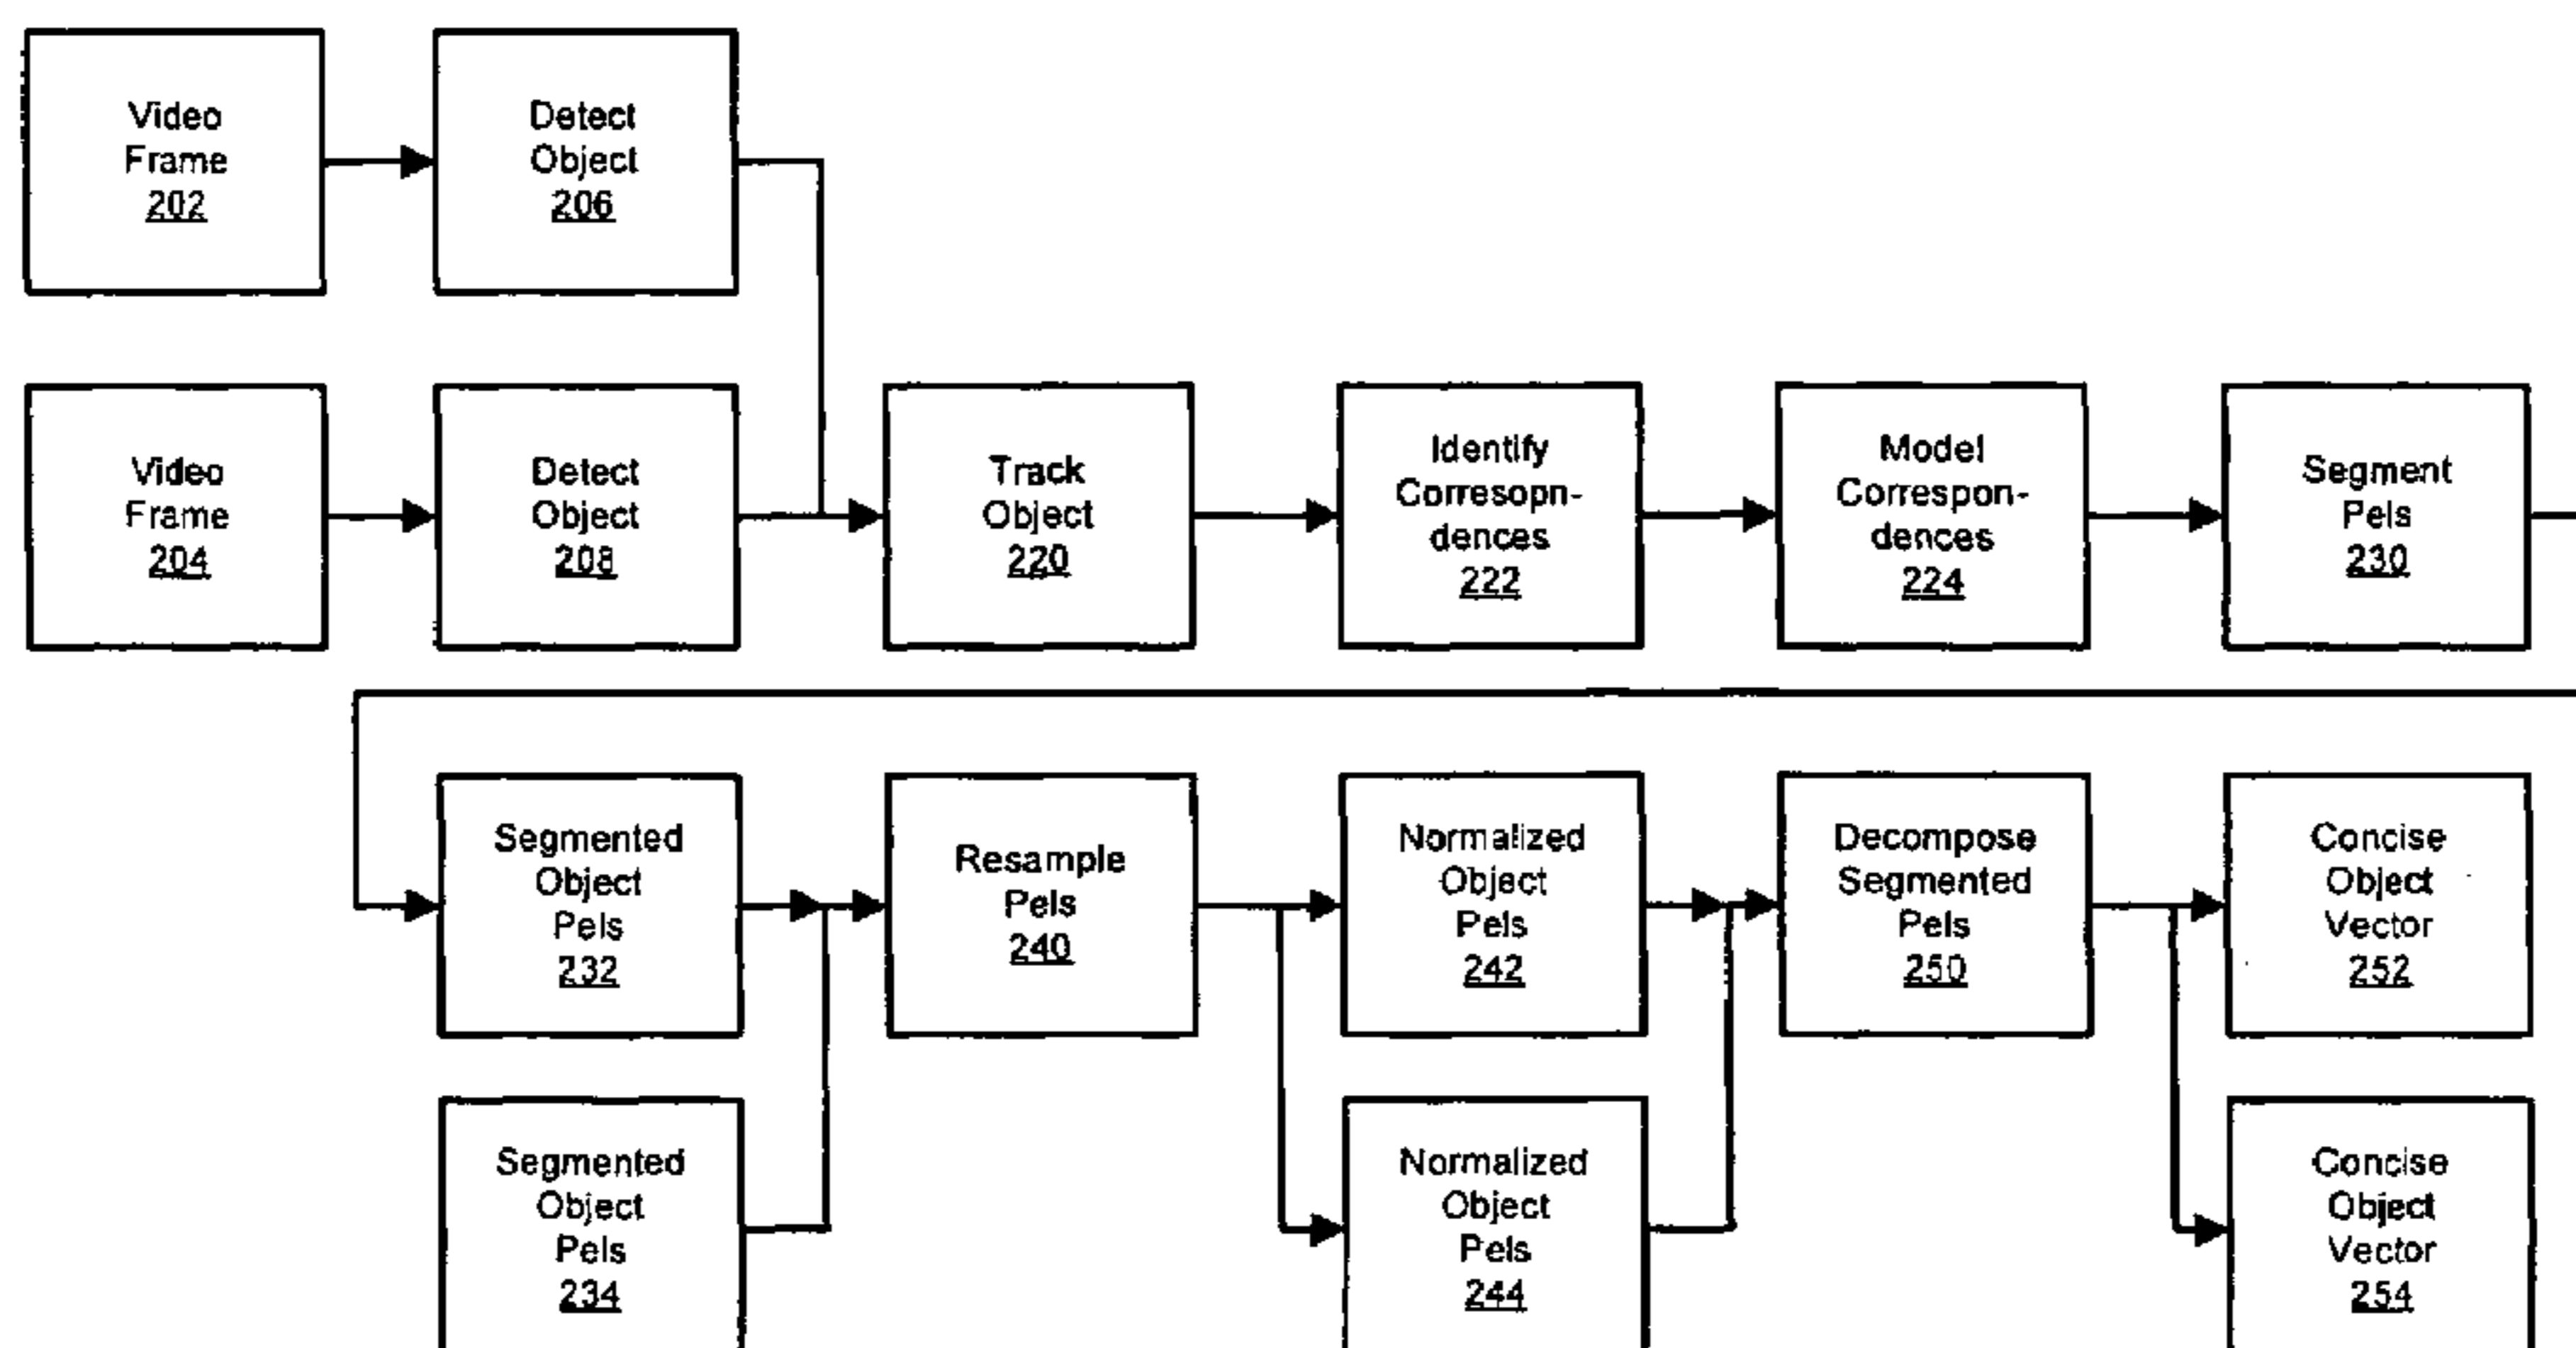 Video
Frame
202
Detect
Object
206
Video
Frame
204
Detect
Object
208
Track
Object
220
Identify
Corresopn-
dences
222
Model
Correspon-
dences
224
Segment
Pels
230
Segmented
Object
Pels
232
Resample
Pels
240
Normalized
Object
Pels
242
Decompose
Segmented
Pels
250
Concise
Object
Vector
252
Segmented
Object
Pels
234
Normalized
Object
Pels
244
Concise
Object
Vector
254